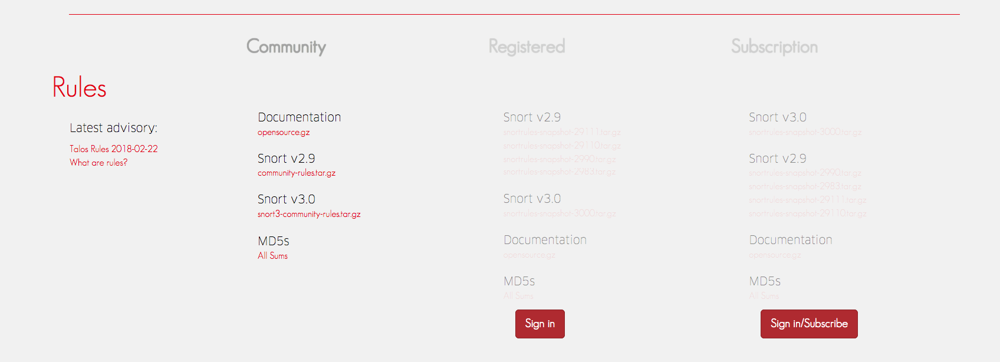 Community
Registered
Subscription
Rules
Latest advisory:
Talos Rules 2018-02-22
What are rules?
Documentation
opensource.gz
Snort v2.9
community-rules.tar.gz
Snort v3.0
snort3-community-rules.tar.gz
MD5s
All Sums
Snort v2.9
snortrules-snapshot-29111.tar.gz
snortrules-snapshot-29110.tar.gz
snortrules-snapshot-2990.tar.gz
snortrules-snapshot-2983.tar.gz
Snort v3.0
snortrules-snapshot-3000.tar.gz
Documentation
opensource.gz
MD5s
All Sums
Sign in
Snort v3.0
snortrules-snapshot-3000.tar.gz
Snort v2.9
snortrules-snapshot-2990.tar.gz
snortrules-snapshot-2983.tar.gz
snortrules-snapshot-29111.tar.gz
snortrules-snapshot-29110.tar.gz
Documentation
opensource.gz
MD5s
All Sums
Sign in/Subscribe